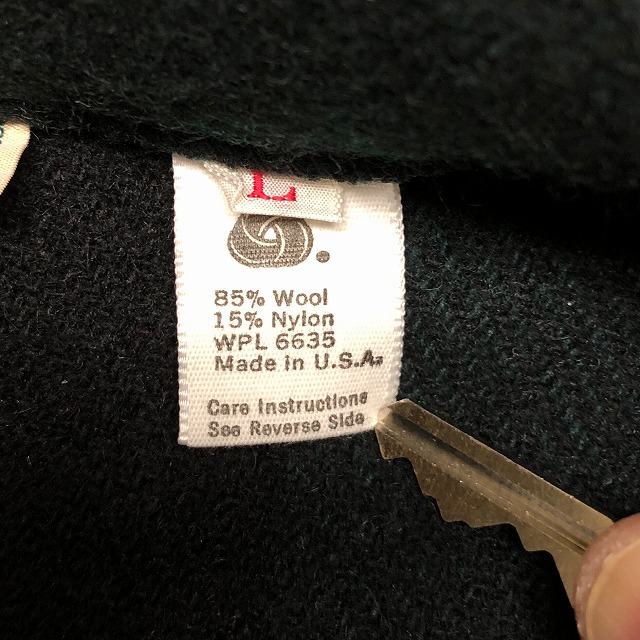 L
85% Wool
15% Nylon
WPL 6635
Made in U.S.A.
Care Instructions
See Reverse Side